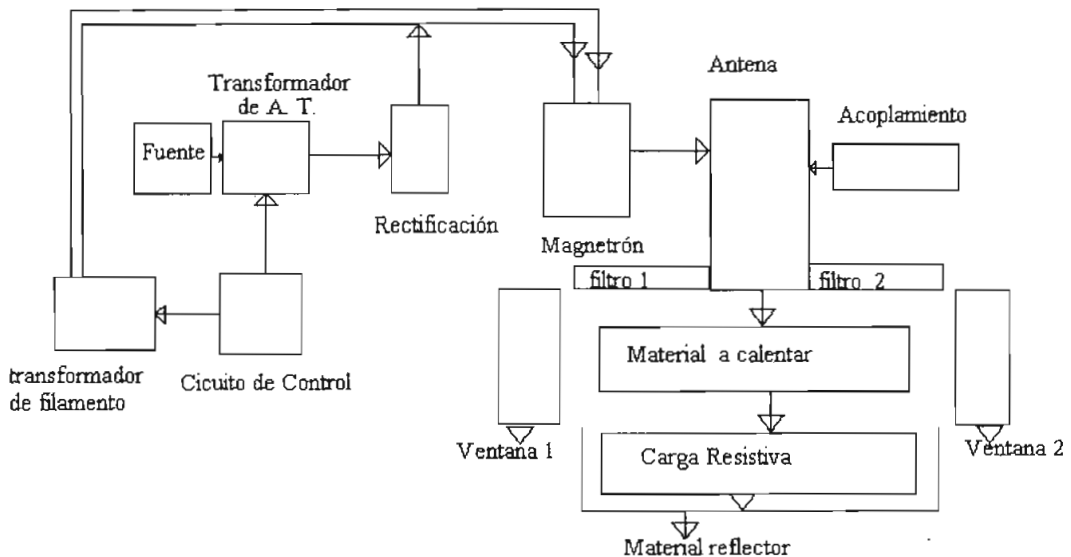 Antena
Transformador
de A. T.
Acoplamiento
Fuente
Rectificación
Magnetrón
filtro 1
filtro 2
Material a calentar
transformador
de filamento
Cicuito de Control
Ventana 1
Carga Resistiva
Ventana 2
Material reflector